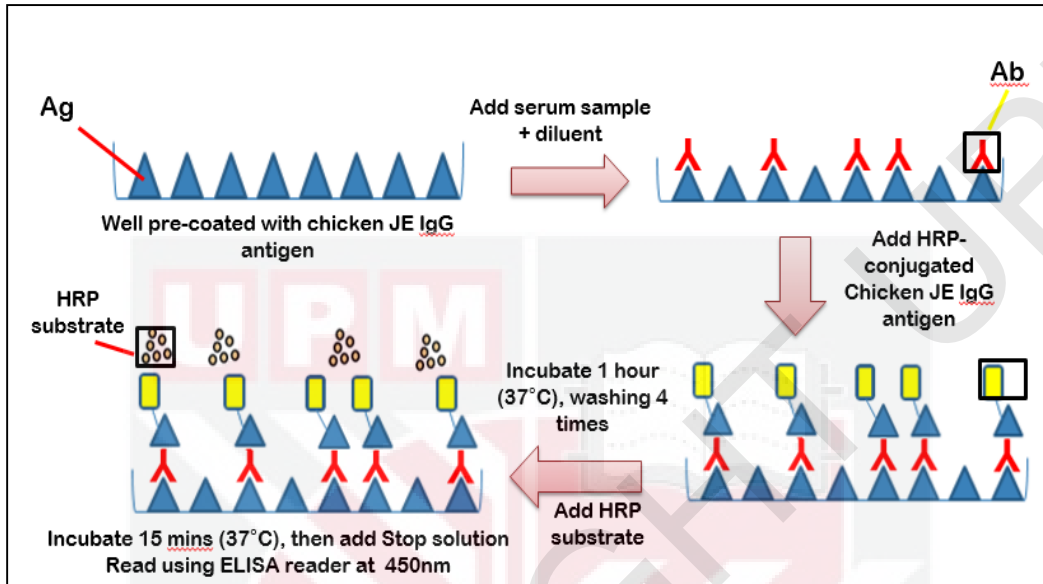 Ag
Well pre-coated with chicken JE IgG
antigen
Add serum sample
+ diluent
Ab
Add HRP-
conjugated
Chicken JE IgG
antigen
Incubate 1 hour
(37°C), washing 4
times
Add HRP
substrate
HRP
substrate
Incubate 15 mins (37°C), then add Stop solution
Read using ELISA reader at 450nm
UPM